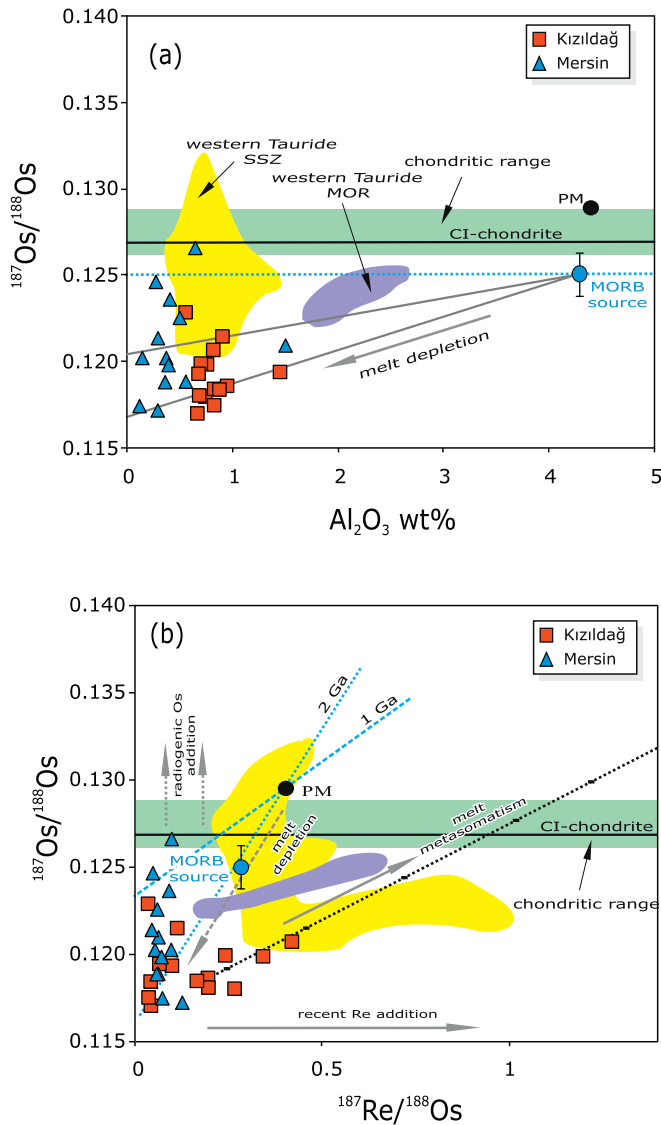 0.140
(a)
Kızıldağ
Mersin
0.135
western Tauride
SSZ
western Tauride
MOR
chondritic range
0.130
PM
CI-chondrite
¹⁸⁷Os/¹⁸⁸Os
0.125
MORB
source
melt depletion
0.120
0.115
0
1
2
3
4
5
Al₂O₃ wt%
0.140
(b)
Kızıldağ
Mersin
0.135
2 Ga
1 Ga
radiogenic Os
addition
0.130
PM
melt
depletion
melt
metasomatism
CI-chondrite
¹⁸⁷Os/¹⁸⁸Os
MORB
source
0.125
chondritic range
0.120
recent Re addition
0.115
0
0.5
1
¹⁸⁷Re/¹⁸⁸Os